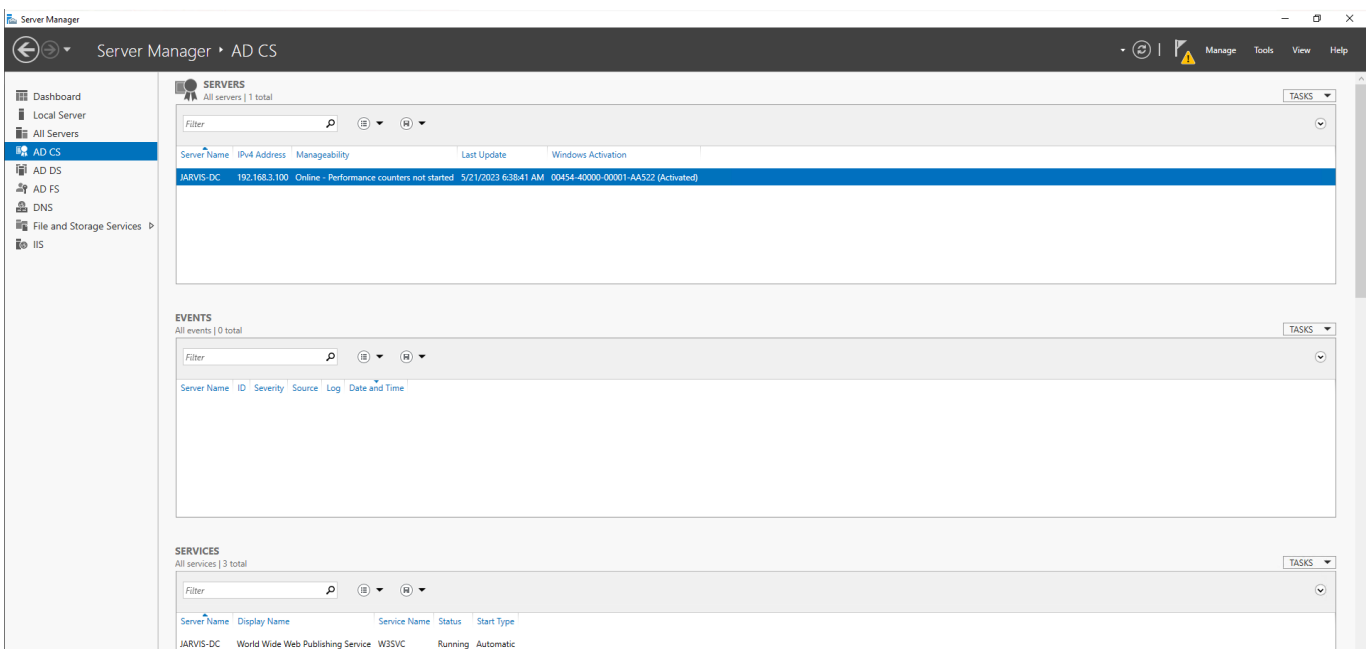 Server Manager
Server Manager ‣ AD CS
Manage Tools View Help
Dashboard
Local Server
All Servers
AD CS
AD DS
AD FS
DNS
File and Storage Services
IIS
SERVERS
All servers | 1 total
TASKS
Filter
Server Name IPv4 Address Manageability Last Update Windows Activation
JARVIS-DC 192.168.3.100 Online - Performance counters not started 5/21/2023 6:38:41 AM 00454-40000-00001-AA522 (Activated)
EVENTS
All events | 0 total
TASKS
Filter
Server Name ID Severity Source Log Date and Time
SERVICES
All services | 3 total
TASKS
Filter
Server Name Display Name Service Name Status Start Type
JARVIS-DC World Wide Web Publishing Service W3SVC Running Automatic